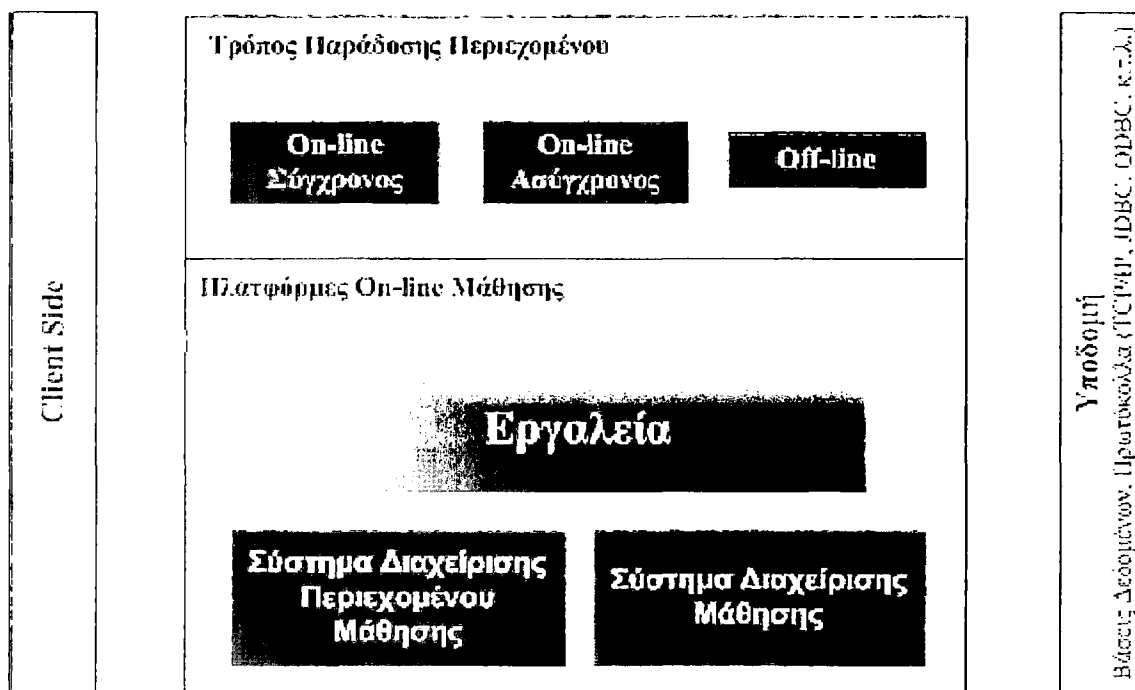 Τρόπος Παράδοσης Περιεχομένου
On-line
Σύγχρονος
On-line
Ασύγχρονος
Off-line
Πλατφόρμες On-line Μάθησης
Εργαλεία
Σύστημα Διαχείρισης
Περιεχομένου
Μάθησης
Σύστημα Διαχείρισης
Μάθησης
Client Side
Υποδομή
Βάσεις Δεδομένων, Πρωτόκολλα (TCP/IP, JDBC, ODBC, κ.τ.λ.)